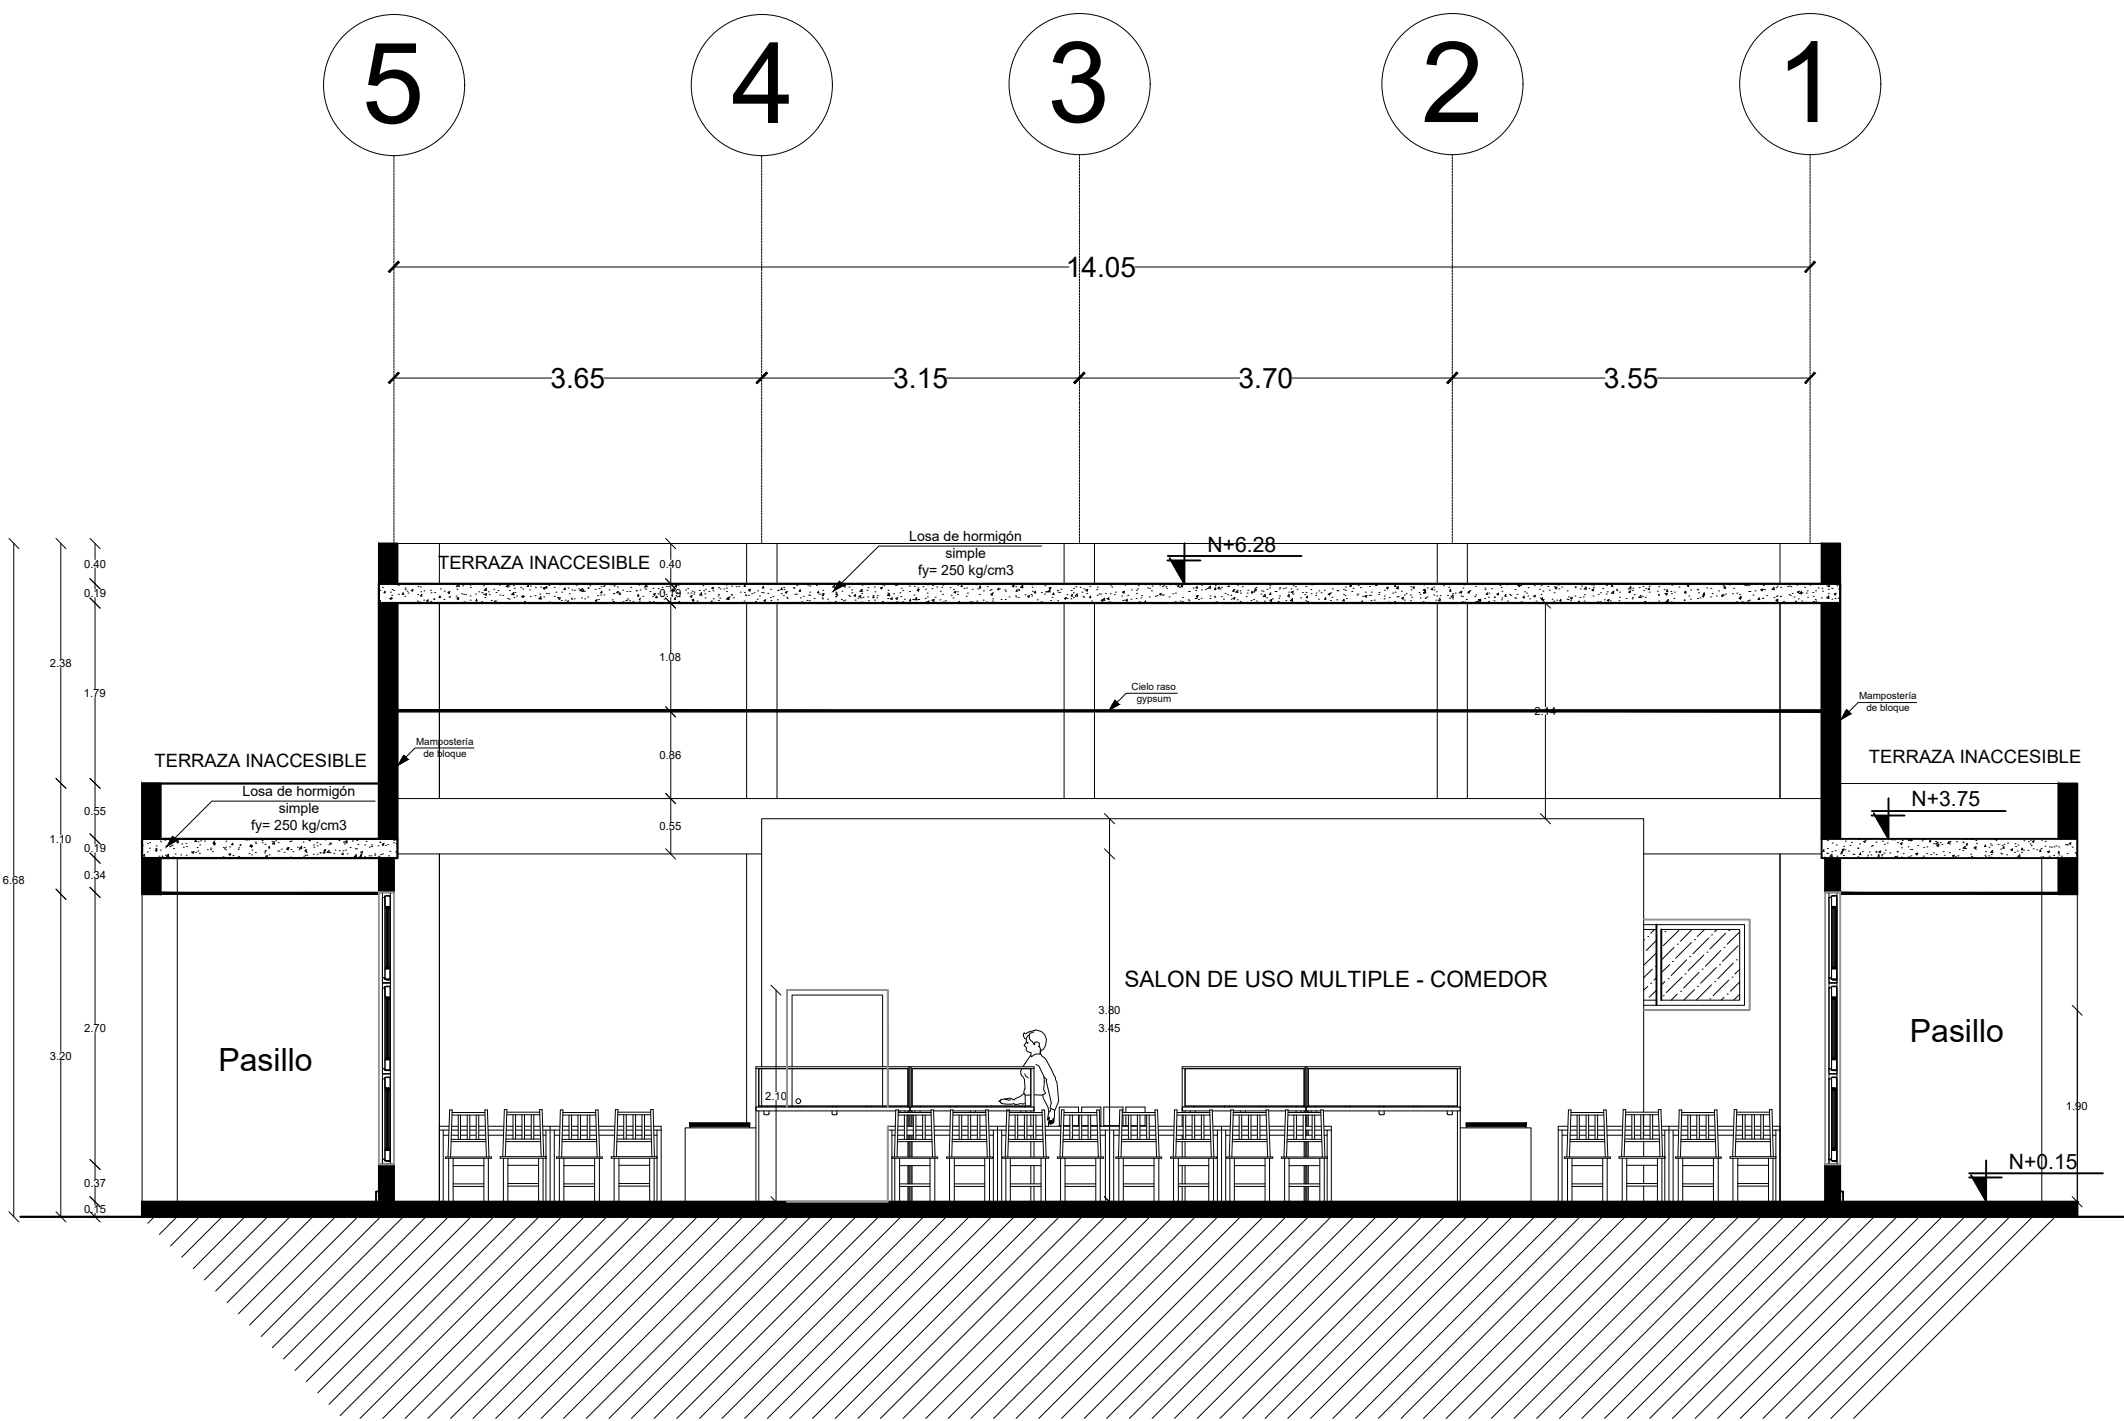 5 4 3 2 1
14.05
3.65 3.15 3.70 3.55
Losa de hormigón
simple
fy= 250 kg/cm3
N+6.28
TERRAZA INACCESIBLE
0.40
0.19
1.08
0.86
0.55
0.40
0.19
2.38
1.79
0.55
1.10
0.19
0.34
6.68
2.70
3.20
0.37
0.15
Cielo raso
gypsum
2.14
Mampostería
de bloque
Mampostería
de bloque
TERRAZA INACCESIBLE
TERRAZA INACCESIBLE
Losa de hormigón
simple
fy= 250 kg/cm3
N+3.75
SALON DE USO MULTIPLE - COMEDOR
3.80
3.45
2.10
Pasillo
Pasillo
1.90
N+0.15